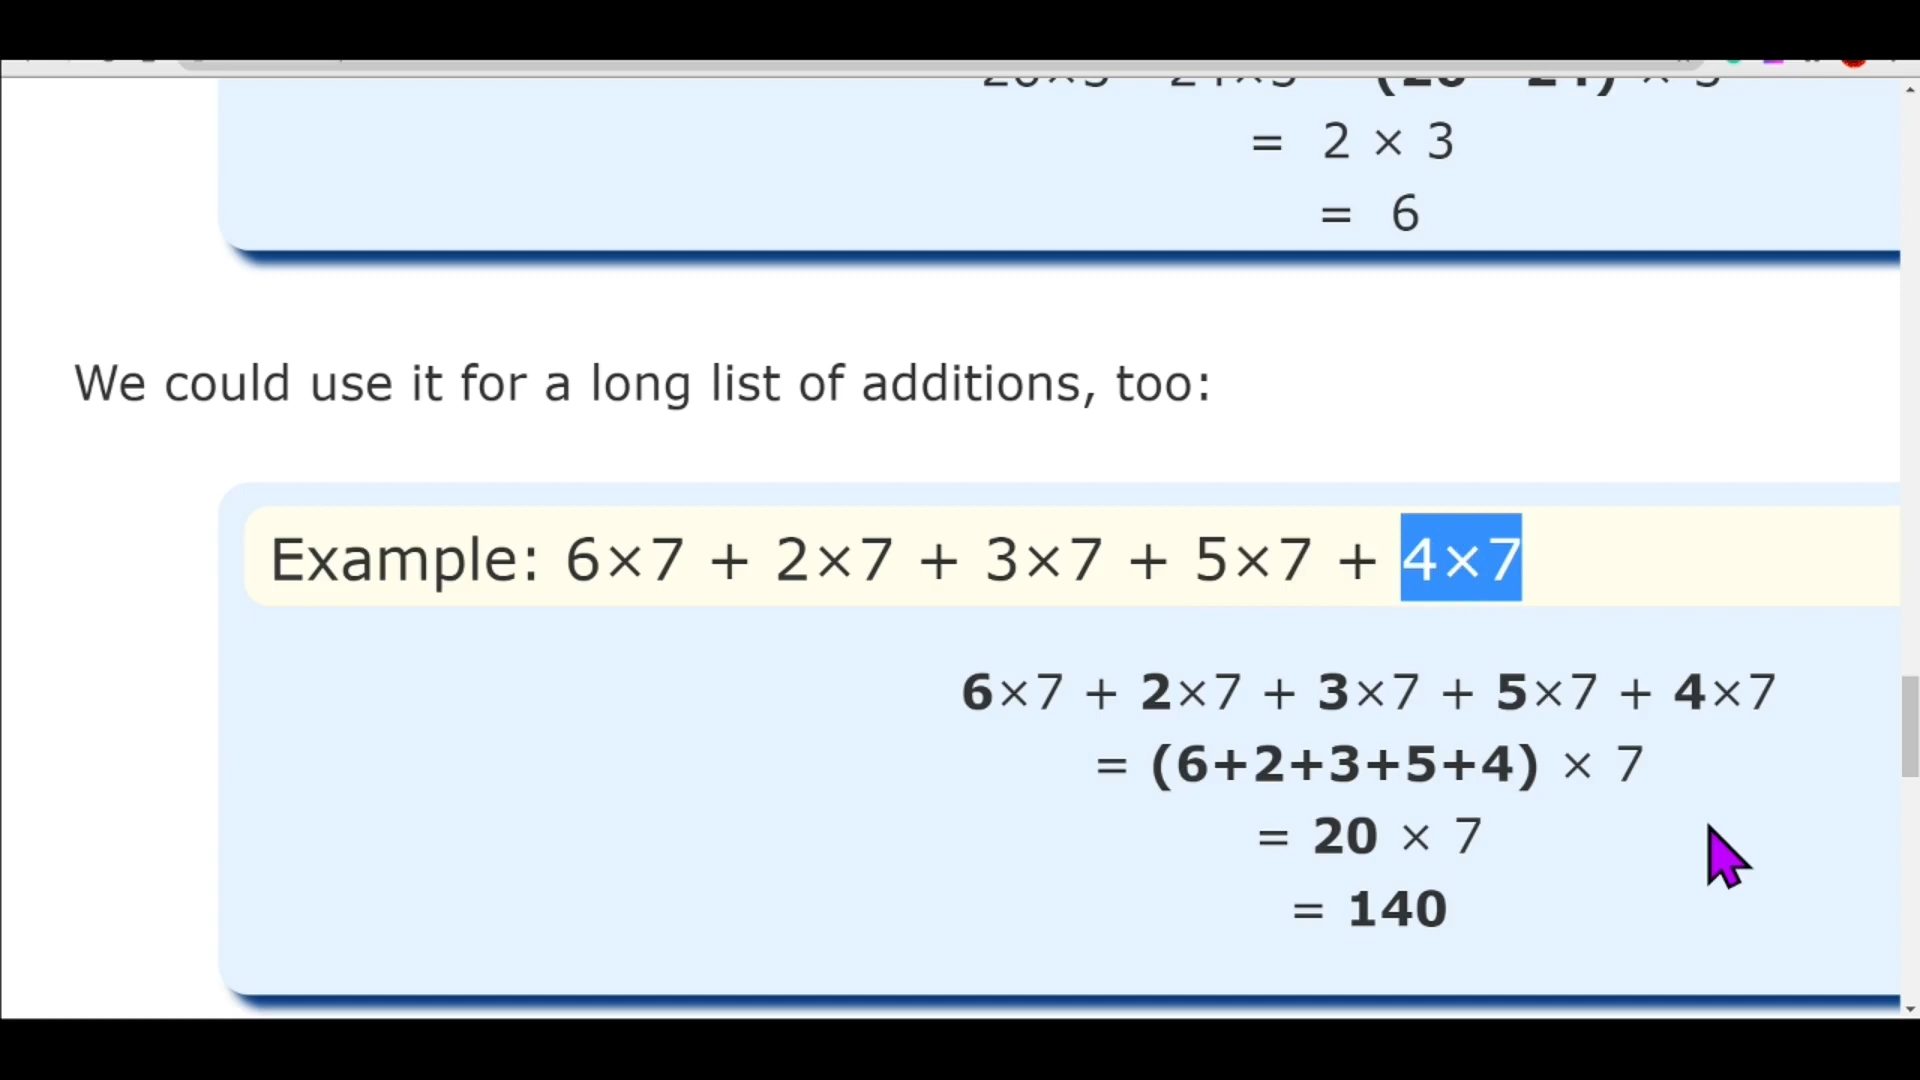 = 2 × 3
= 6
We could use it for a long list of additions, too:
Example: 6×7 + 2×7 + 3×7 + 5×7 + 4×7
6×7 + 2×7 + 3×7 + 5×7 + 4×7
= (6+2+3+5+4) × 7
= 20 × 7
= 140